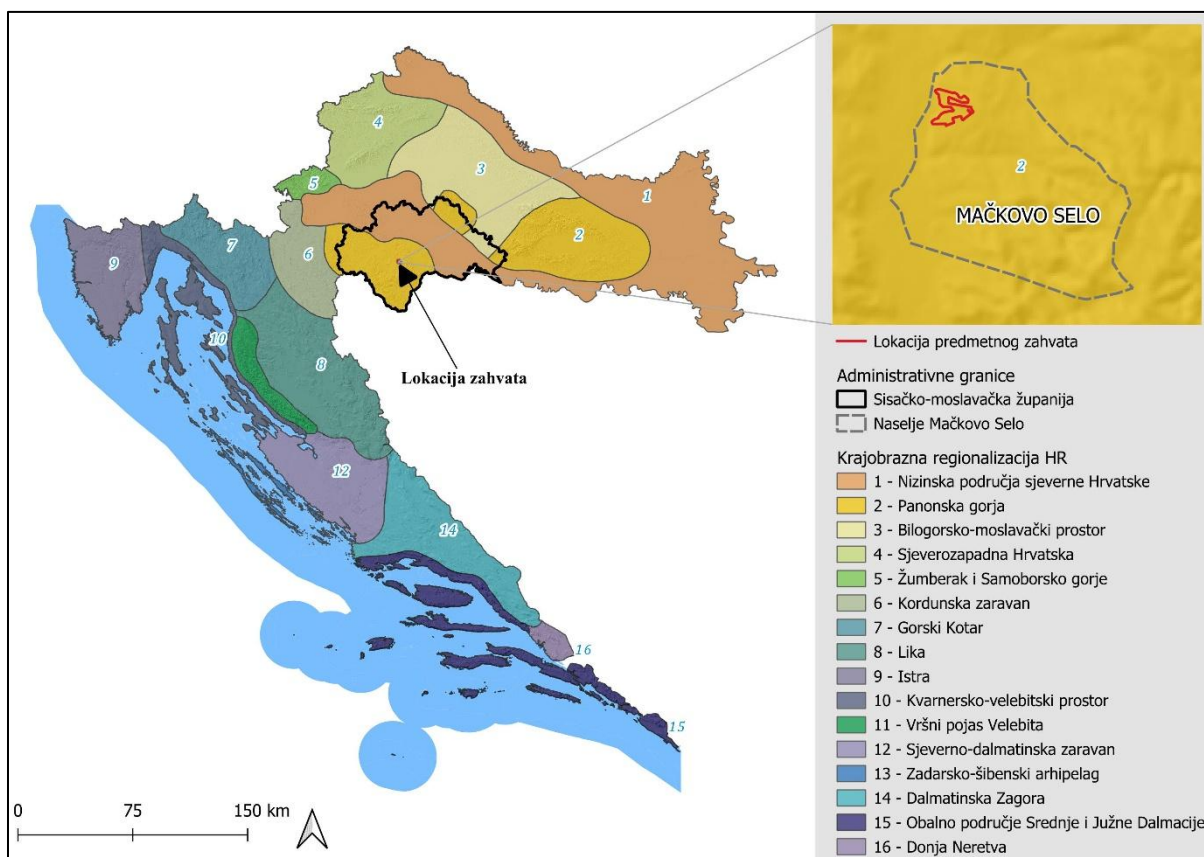 4
3
5
1
2
7
6
9
10
8
Lokacija zahvata
12
14
16
15
0 75 150 km
2
MAČKOVO SELO
Lokacija predmetnog zahvata
Administrativne granice
Sisačko-moslavačka županija
Naselje Mačkovo Selo
Krajobrazna regionalizacija HR
1 - Nizinska područja sjeverne Hrvatske
2 - Panonska gorja
3 - Bilogorsko-moslavački prostor
4 - Sjeverozapadna Hrvatska
5 - Žumberak i Samoborsko gorje
6 - Kordunska zaravan
7 - Gorski Kotar
8 - Lika
9 - Istra
10 - Kvarnersko-velebitski prostor
11 - Vršni pojas Velebita
12 - Sjeverno-dalmatinska zaravan
13 - Zadarsko-šibenski arhipelag
14 - Dalmatinska Zagora
15 - Obalno područje Srednje i Južne Dalmacije
16 - Donja Neretva